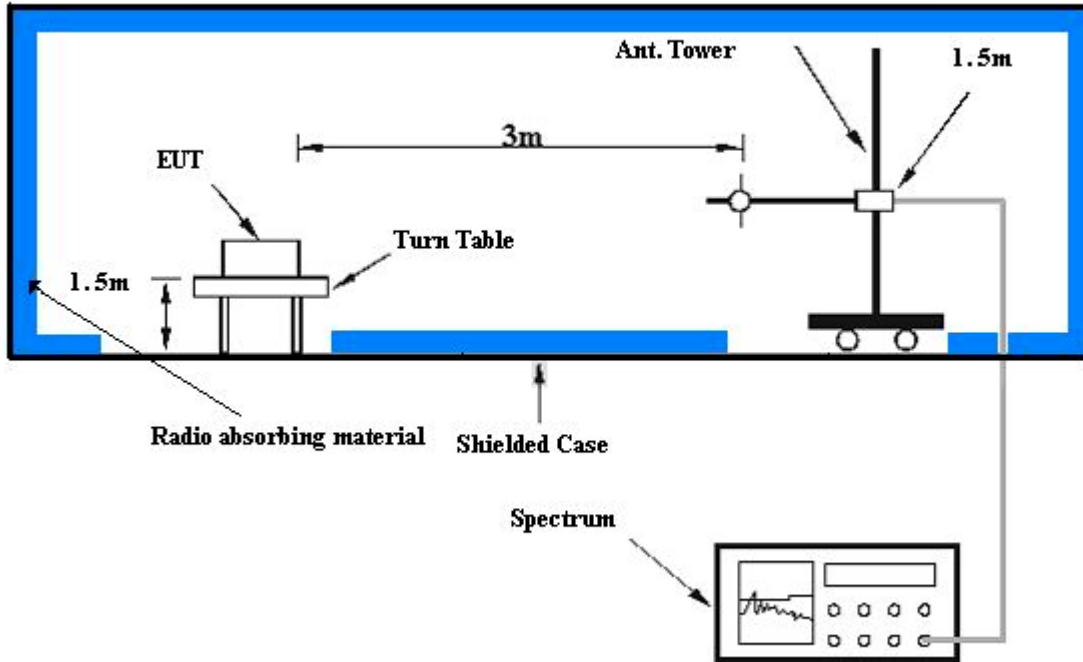 Ant. Tower
1.5m
3m
EUT
Turn Table
1.5m
Radio absorbing material
Shielded Case
Spectrum